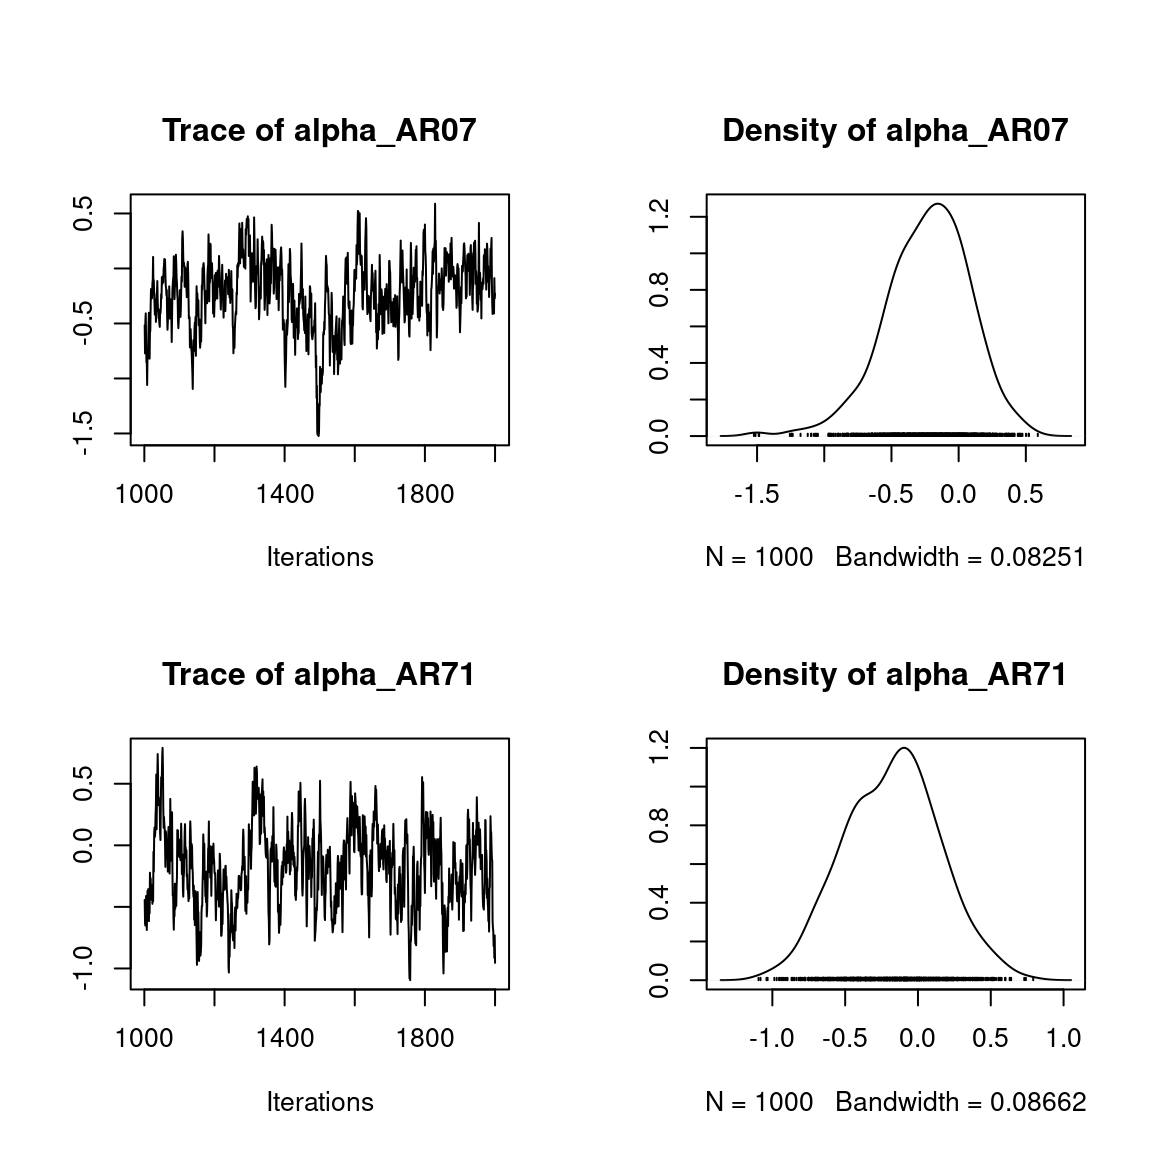 Trace of alpha_AR07
0.5
-0.5
-1.5
1000 1400 1800
Iterations
Density of alpha_AR07
1.2
0.8
0.4
0.0
-1.5 -0.5 0.0 0.5
N = 1000 Bandwidth = 0.08251
Trace of alpha_AR71
0.5
0.0
-1.0
1000 1400 1800
Iterations
Density of alpha_AR71
1.2
0.8
0.4
0.0
-1.0 -0.5 0.0 0.5 1.0
N = 1000 Bandwidth = 0.08662